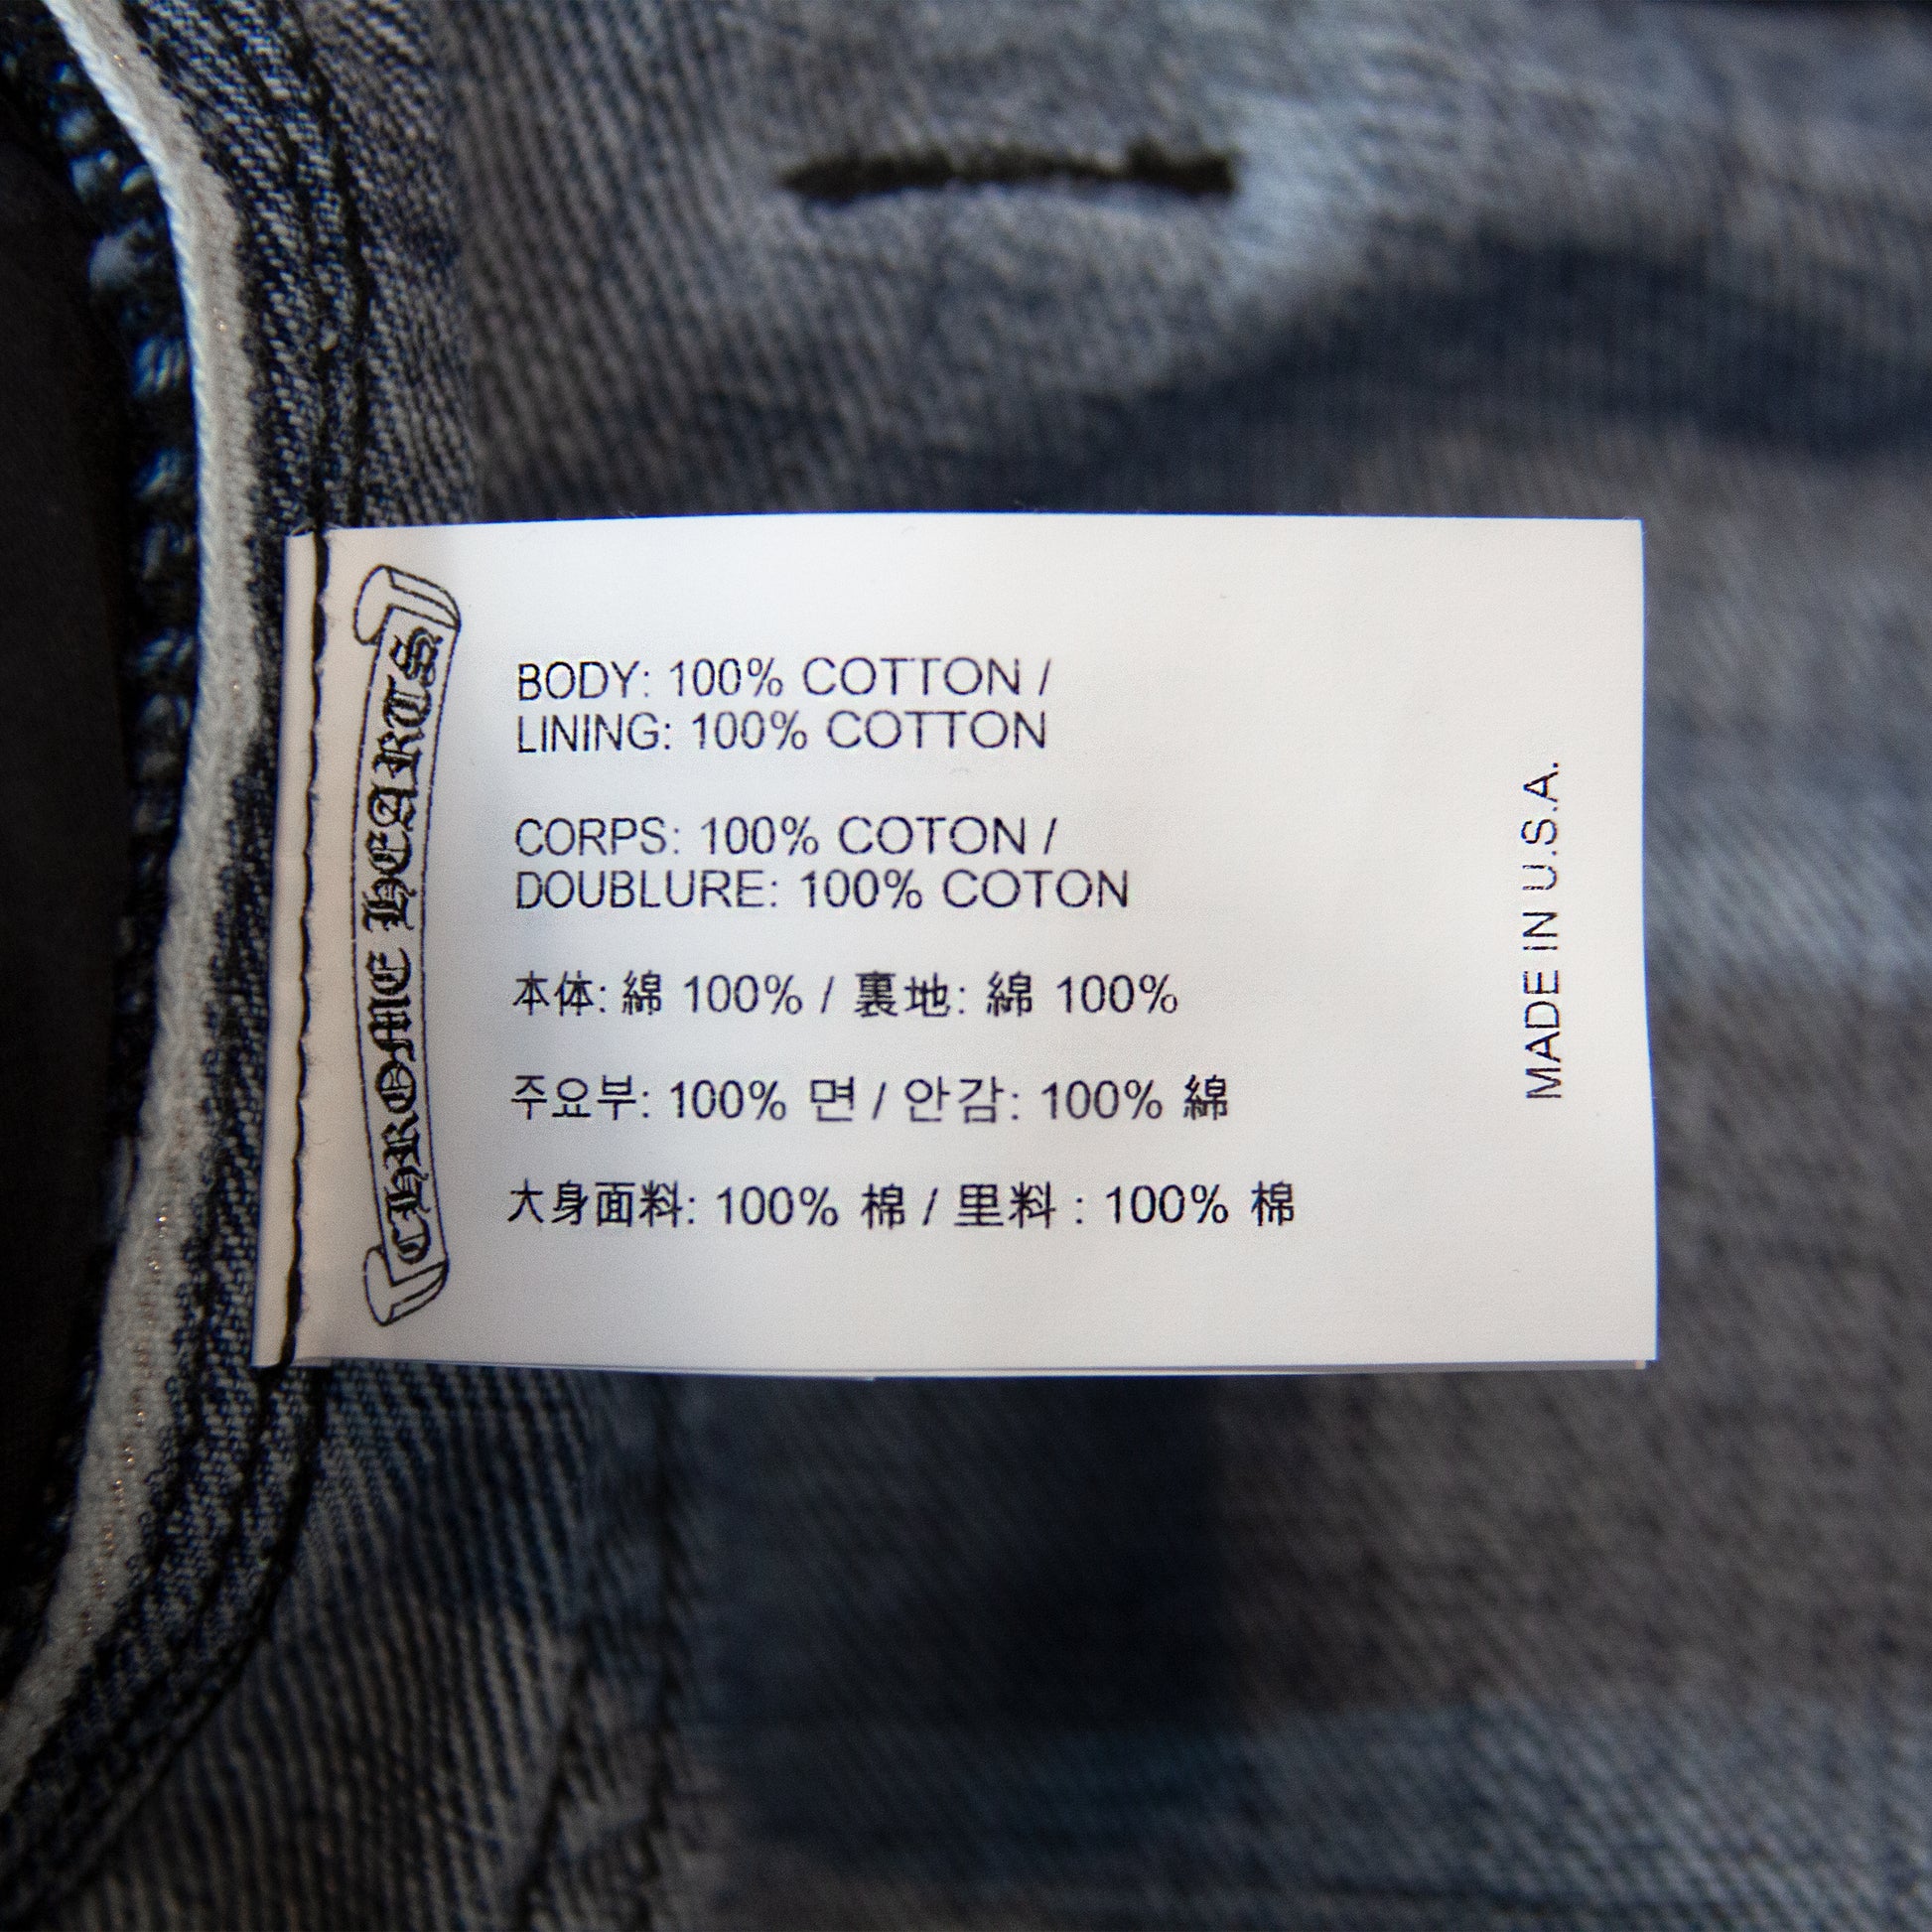 CHROME HEARTS
BODY: 100% COTTON /
LINING: 100% COTTON
CORPS: 100% COTON /
DOUBLURE: 100% COTON
本体: 綿 100% / 裏地: 綿 100%
주요부: 100% 면 / 안감: 100% 綿
大身面料: 100% 棉 / 里料 : 100% 棉
MADE IN U.S.A.